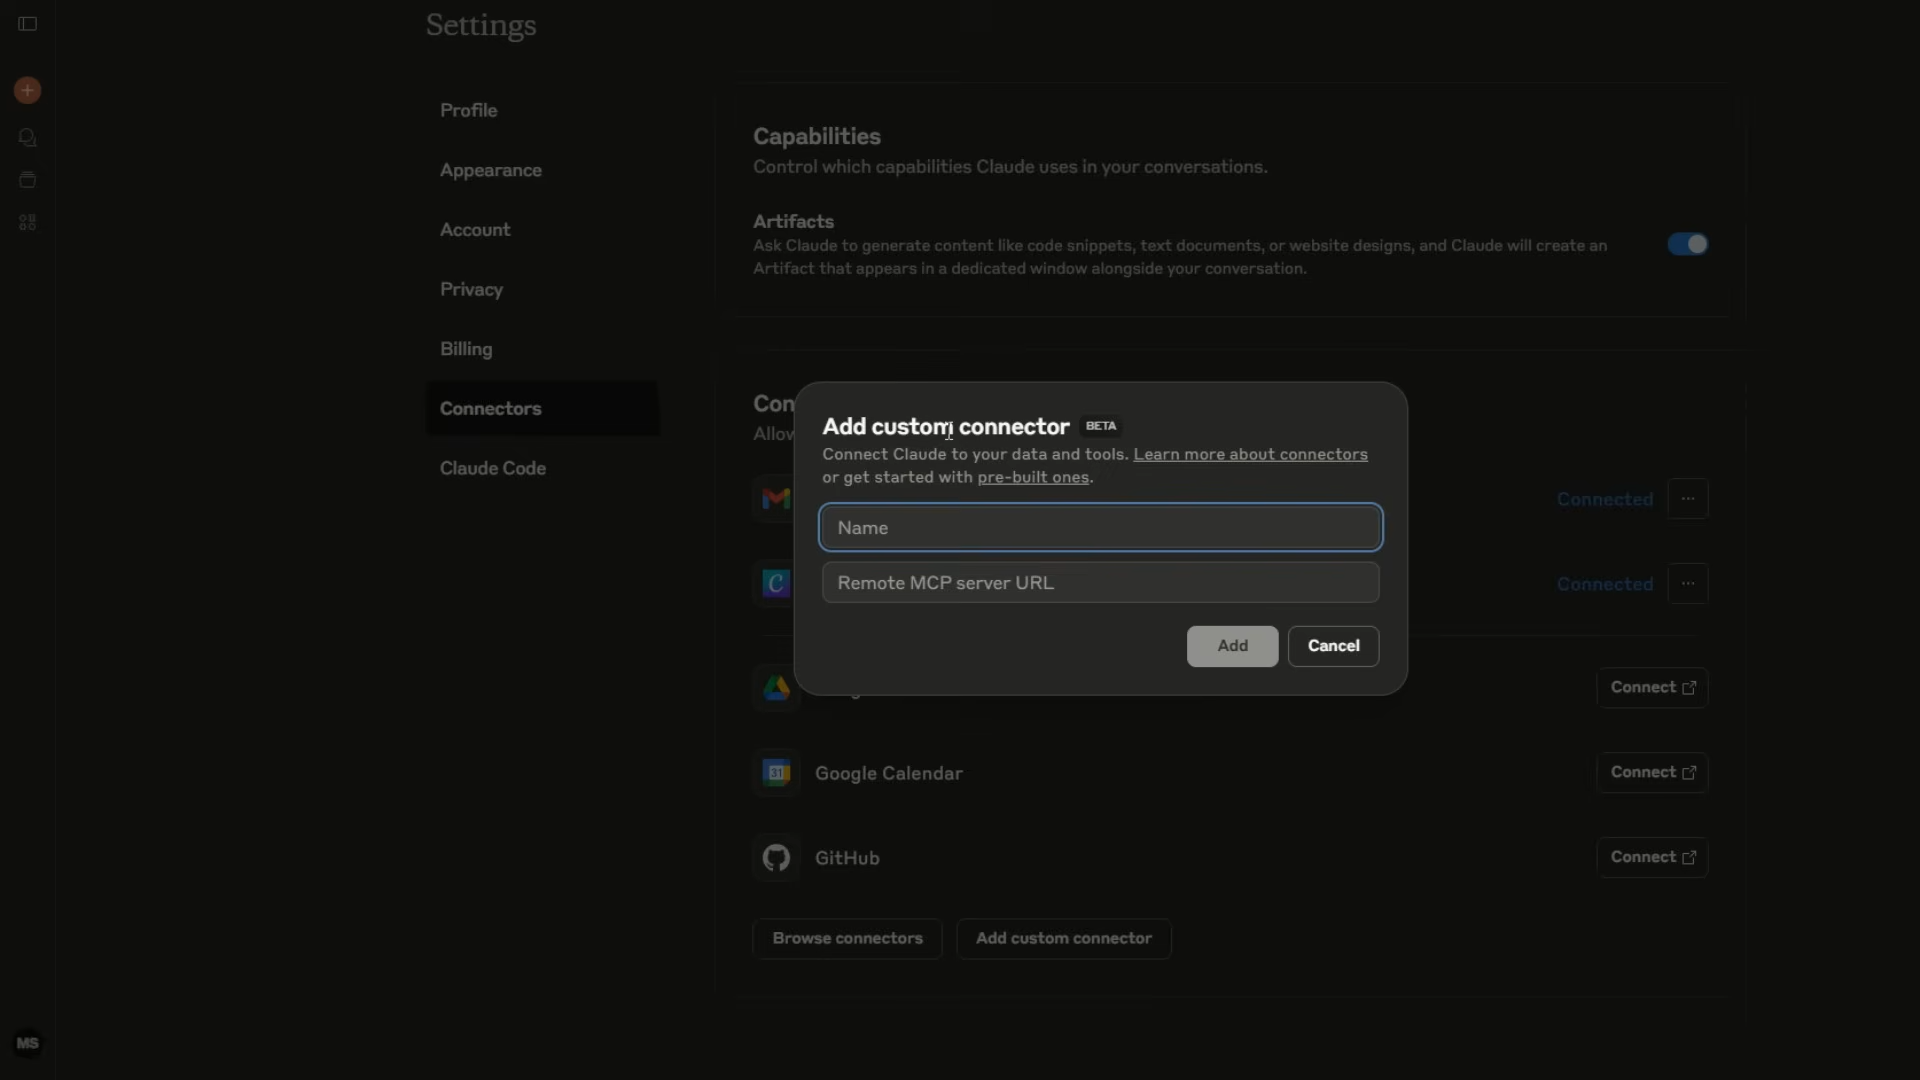 Settings
Profile
Appearance
Account
Privacy
Billing
Connectors
Claude Code
Capabilities
Control which capabilities Claude uses in your conversations.
Artifacts
Ask Claude to generate content like code snippets, text documents, or website designs, and Claude will create an
Artifact that appears in a dedicated window alongside your conversation.
Con
Allow
Add custom connector BETA
Connect Claude to your data and tools. Learn more about connectors
or get started with pre-built ones.
Name
Remote MCP server URL
Add Cancel
Connected
Connected
Connect
Google Calendar Connect
GitHub Connect
Browse connectors Add custom connector
MS